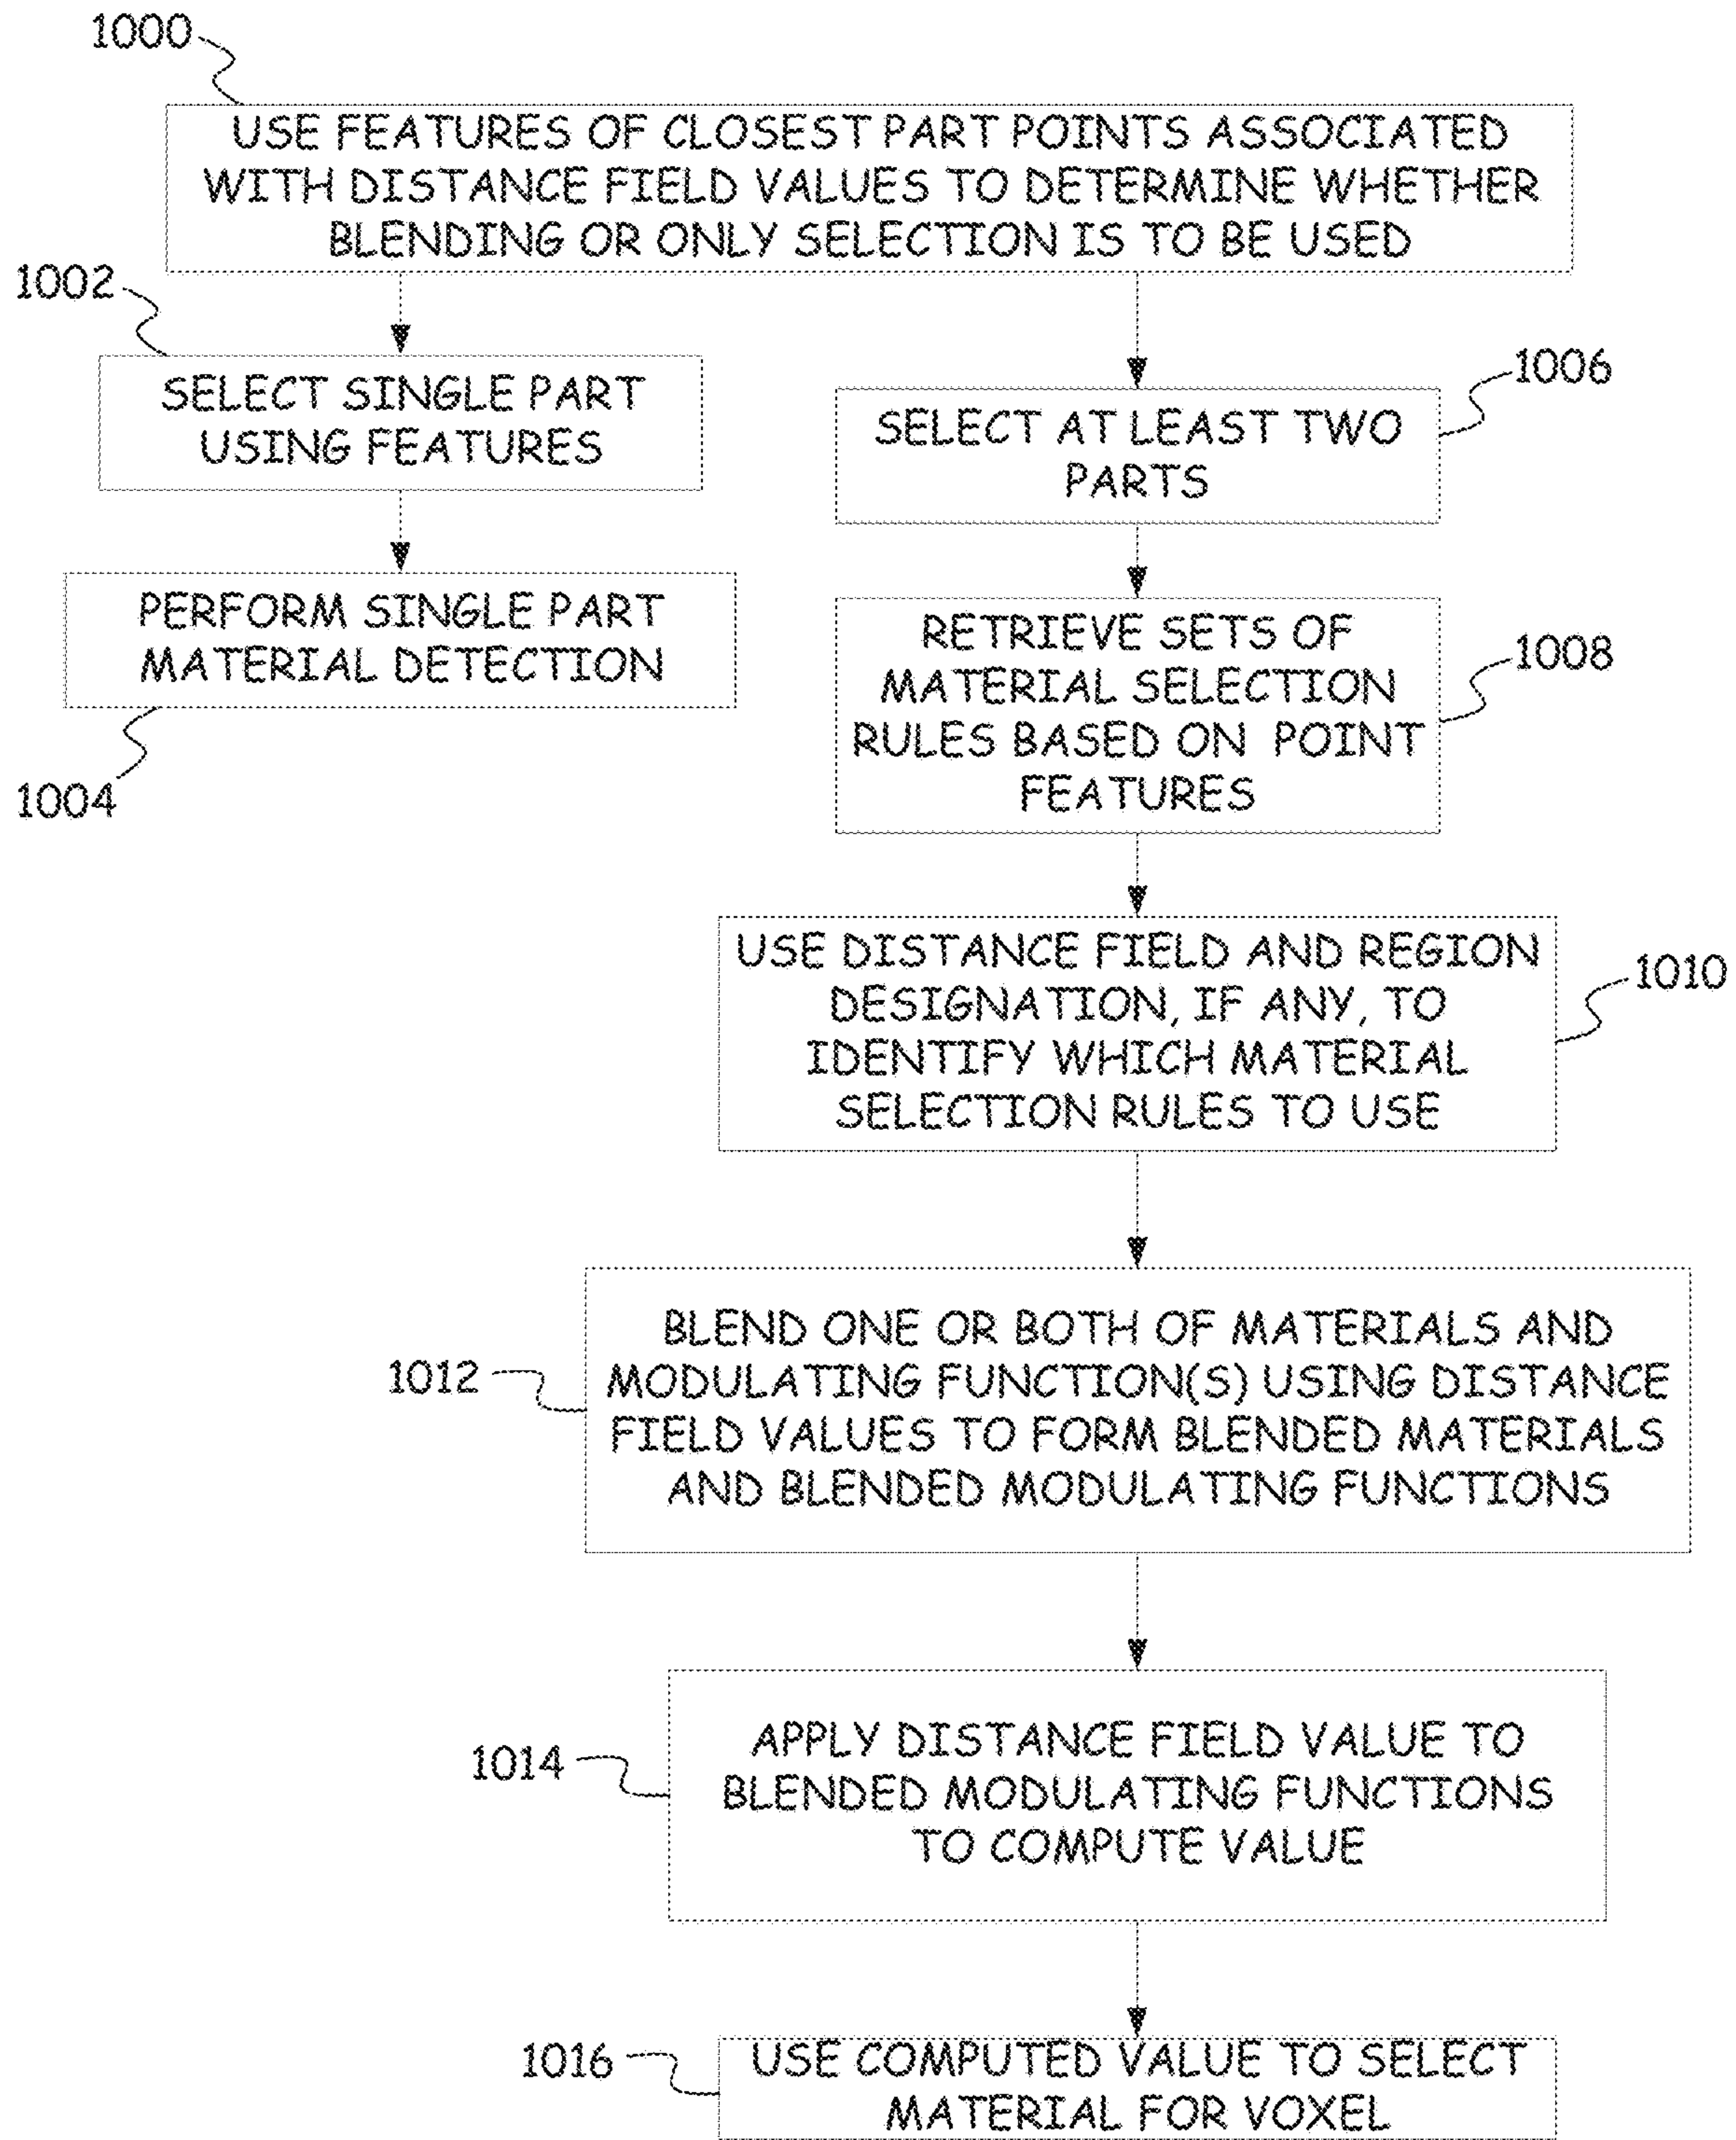 1000
USE FEATURES OF CLOSEST PART POINTS ASSOCIATED
WITH DISTANCE FIELD VALUES TO DETERMINE WHETHER
BLENDING OR ONLY SELECTION IS TO BE USED
1002
SELECT SINGLE PART
USING FEATURES
PERFORM SINGLE PART
MATERIAL DETECTION
1004
1006
SELECT AT LEAST TWO
PARTS
RETRIEVE SETS OF
MATERIAL SELECTION
RULES BASED ON POINT
FEATURES
1008
USE DISTANCE FIELD AND REGION
DESIGNATION, IF ANY, TO
IDENTIFY WHICH MATERIAL
SELECTION RULES TO USE
1010
1012
BLEND ONE OR BOTH OF MATERIALS AND
MODULATING FUNCTION(S) USING DISTANCE
FIELD VALUES TO FORM BLENDED MATERIALS
AND BLENDED MODULATING FUNCTIONS
1014
APPLY DISTANCE FIELD VALUE TO
BLENDED MODULATING FUNCTIONS
TO COMPUTE VALUE
1016
USE COMPUTED VALUE TO SELECT
MATERIAL FOR VOXEL